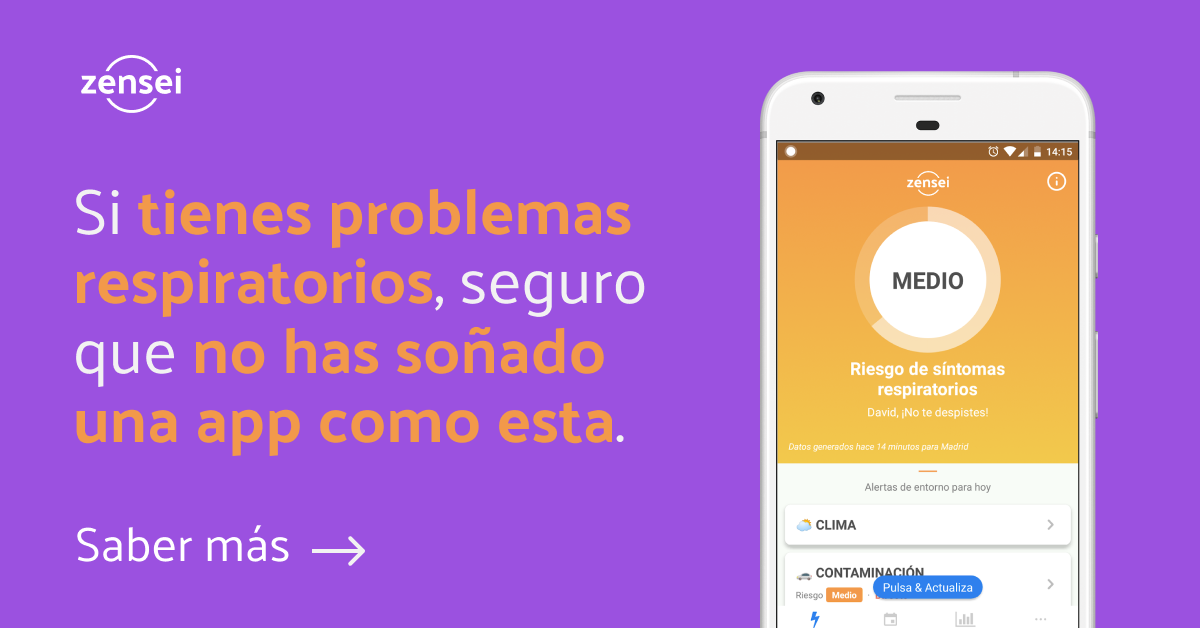 zensei
Si tienes problemas
respiratorios, seguro
que no has soñado
una app como esta.
Saber más
14:15
zensei
MEDIO
Riesgo de síntomas
respiratorios
David, ¡No te despistes!
Datos generados hace 14 minutos para Madrid
Alertas de entorno para hoy
CLIMA
CONTAMINACIÓN
Riesgo Medio
Pulsa & Actualiza